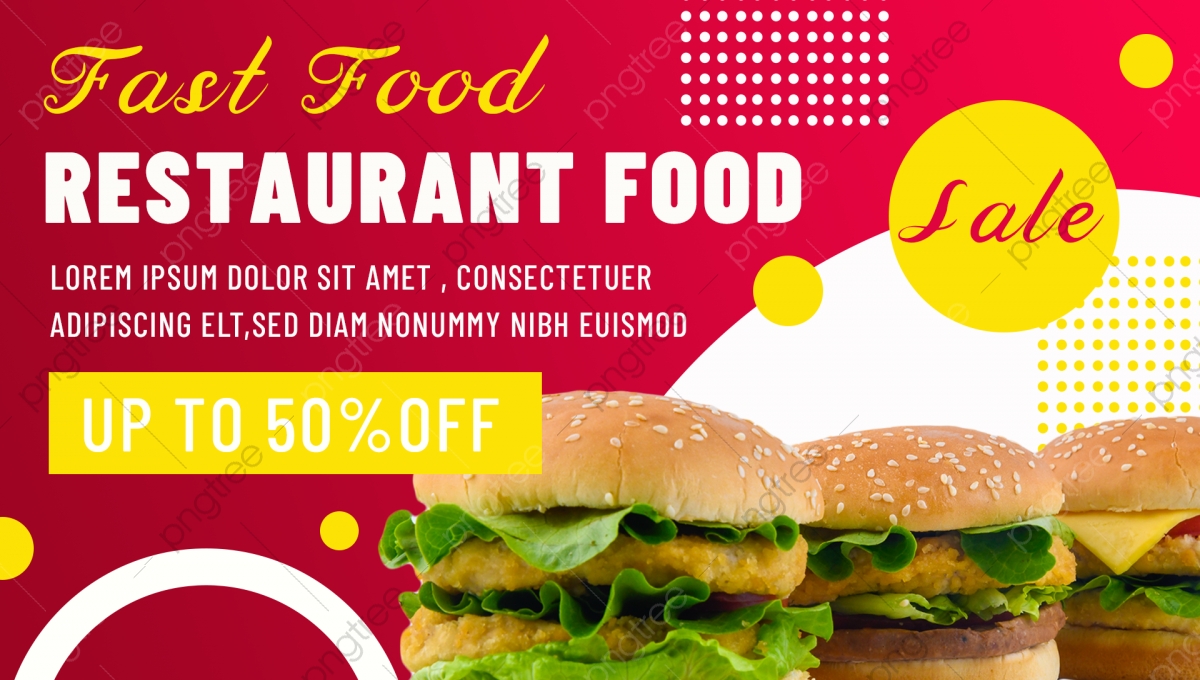 Fast Food
RESTAURANT FOOD
Sale
LOREM IPSUM DOLOR SIT AMET , CONSECTETUER
ADIPISCING ELT,SED DIAM NONUMMY NIBH EUISMOD
UP TO 50%OFF
pngtree